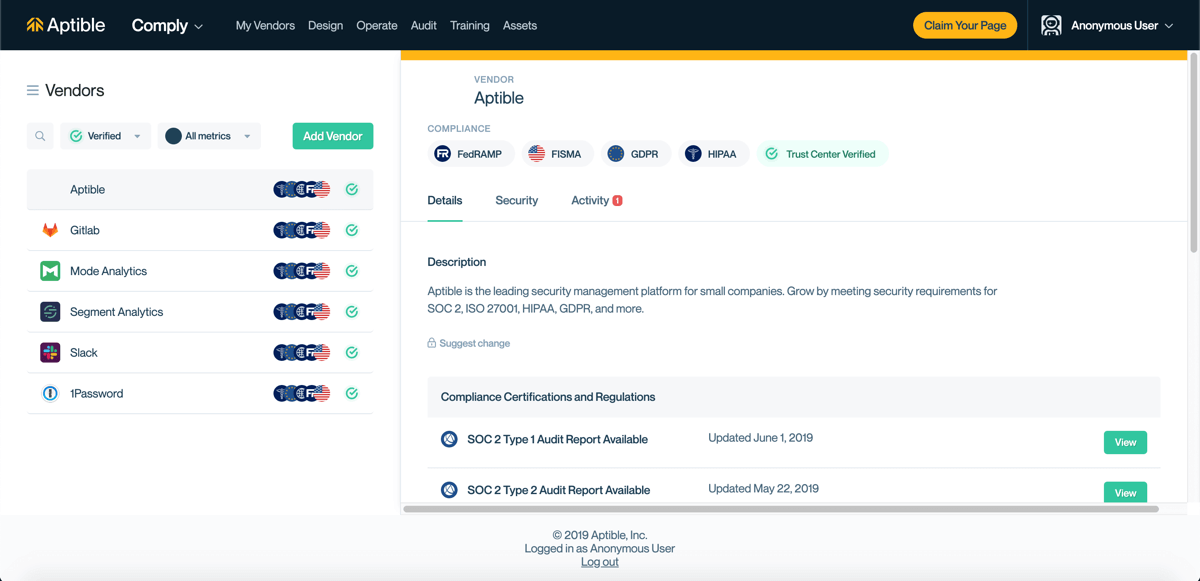 Aptible
Comply
My Vendors Design Operate Audit Training Assets
Claim Your Page
Anonymous User
Vendors
Verified
All metrics
Add Vendor
Aptible
Gitlab
Mode Analytics
Segment Analytics
Slack
1Password
VENDOR
Aptible
COMPLIANCE
FedRAMP
FISMA
GDPR
HIPAA
Trust Center Verified
Details Security Activity 1
Description
Aptible is the leading security management platform for small companies. Grow by meeting security requirements for
SOC 2, ISO 27001, HIPAA, GDPR, and more.
Suggest change
Compliance Certifications and Regulations
SOC 2 Type 1 Audit Report Available Updated June 1, 2019 View
SOC 2 Type 2 Audit Report Available Updated May 22, 2019 View
© 2019 Aptible, Inc.
Logged in as Anonymous User
Log out